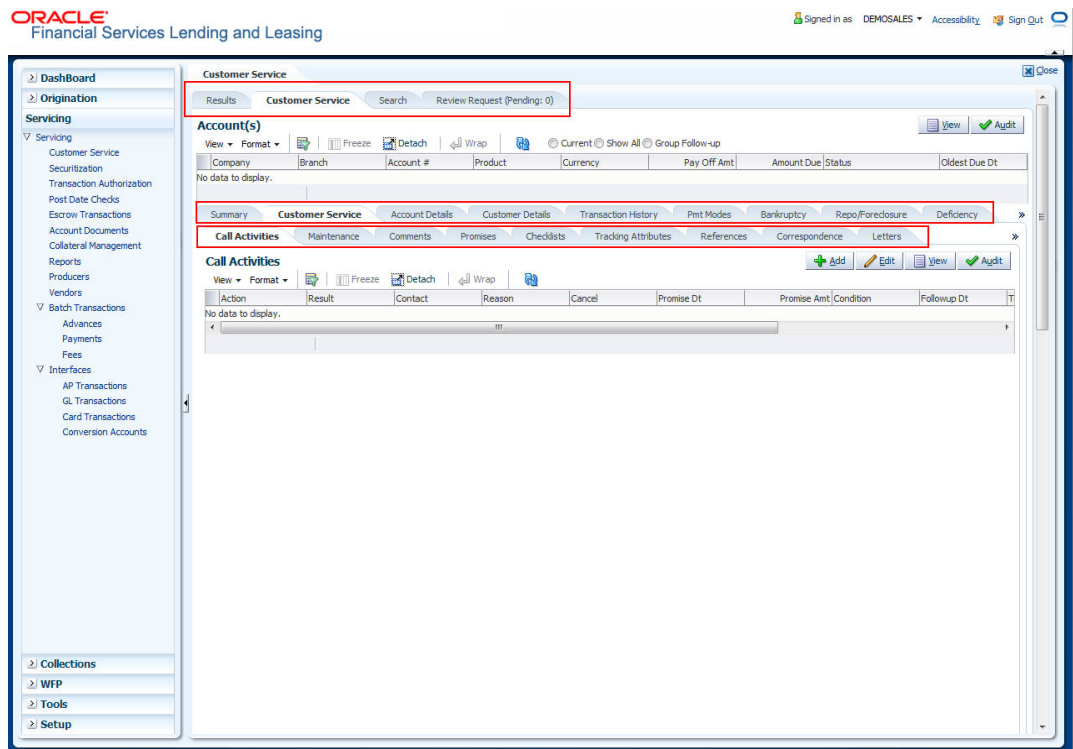 ORACLE
Financial Services Lending and Leasing
Signed in as DEMOSALES Accessibility Sign Out
Close
DashBoard
Origination
Servicing
Servicing
Customer Service
Securitization
Transaction Authorization
Post Date Checks
Escrow Transactions
Account Documents
Collateral Management
Reports
Producers
Vendors
Batch Transactions
Advances
Payments
Fees
Interfaces
AP Transactions
GL Transactions
Card Transactions
Conversion Accounts
Collections
WFP
Tools
Setup
Customer Service
Results Customer Service Search Review Request (Pending: 0)
Account(s) View Audit
View Format Freeze Detach Wrap Current Show All Group Follow-up
Company Branch Account # Product Currency Pay Off Amt Amount Due Status Oldest Due Dt
No data to display.
Summary Customer Service Account Details Customer Details Transaction History Pmt Modes Bankruptcy Repo/Foreclosure Deficiency »
Call Activities Maintenance Comments Promises Checklists Tracking Attributes References Correspondence Letters »
Call Activities Add Edit View Audit
View Format Freeze Detach Wrap
Action Result Contact Reason Cancel Promise Dt Promise Amt Condition Followup Dt T
No data to display.